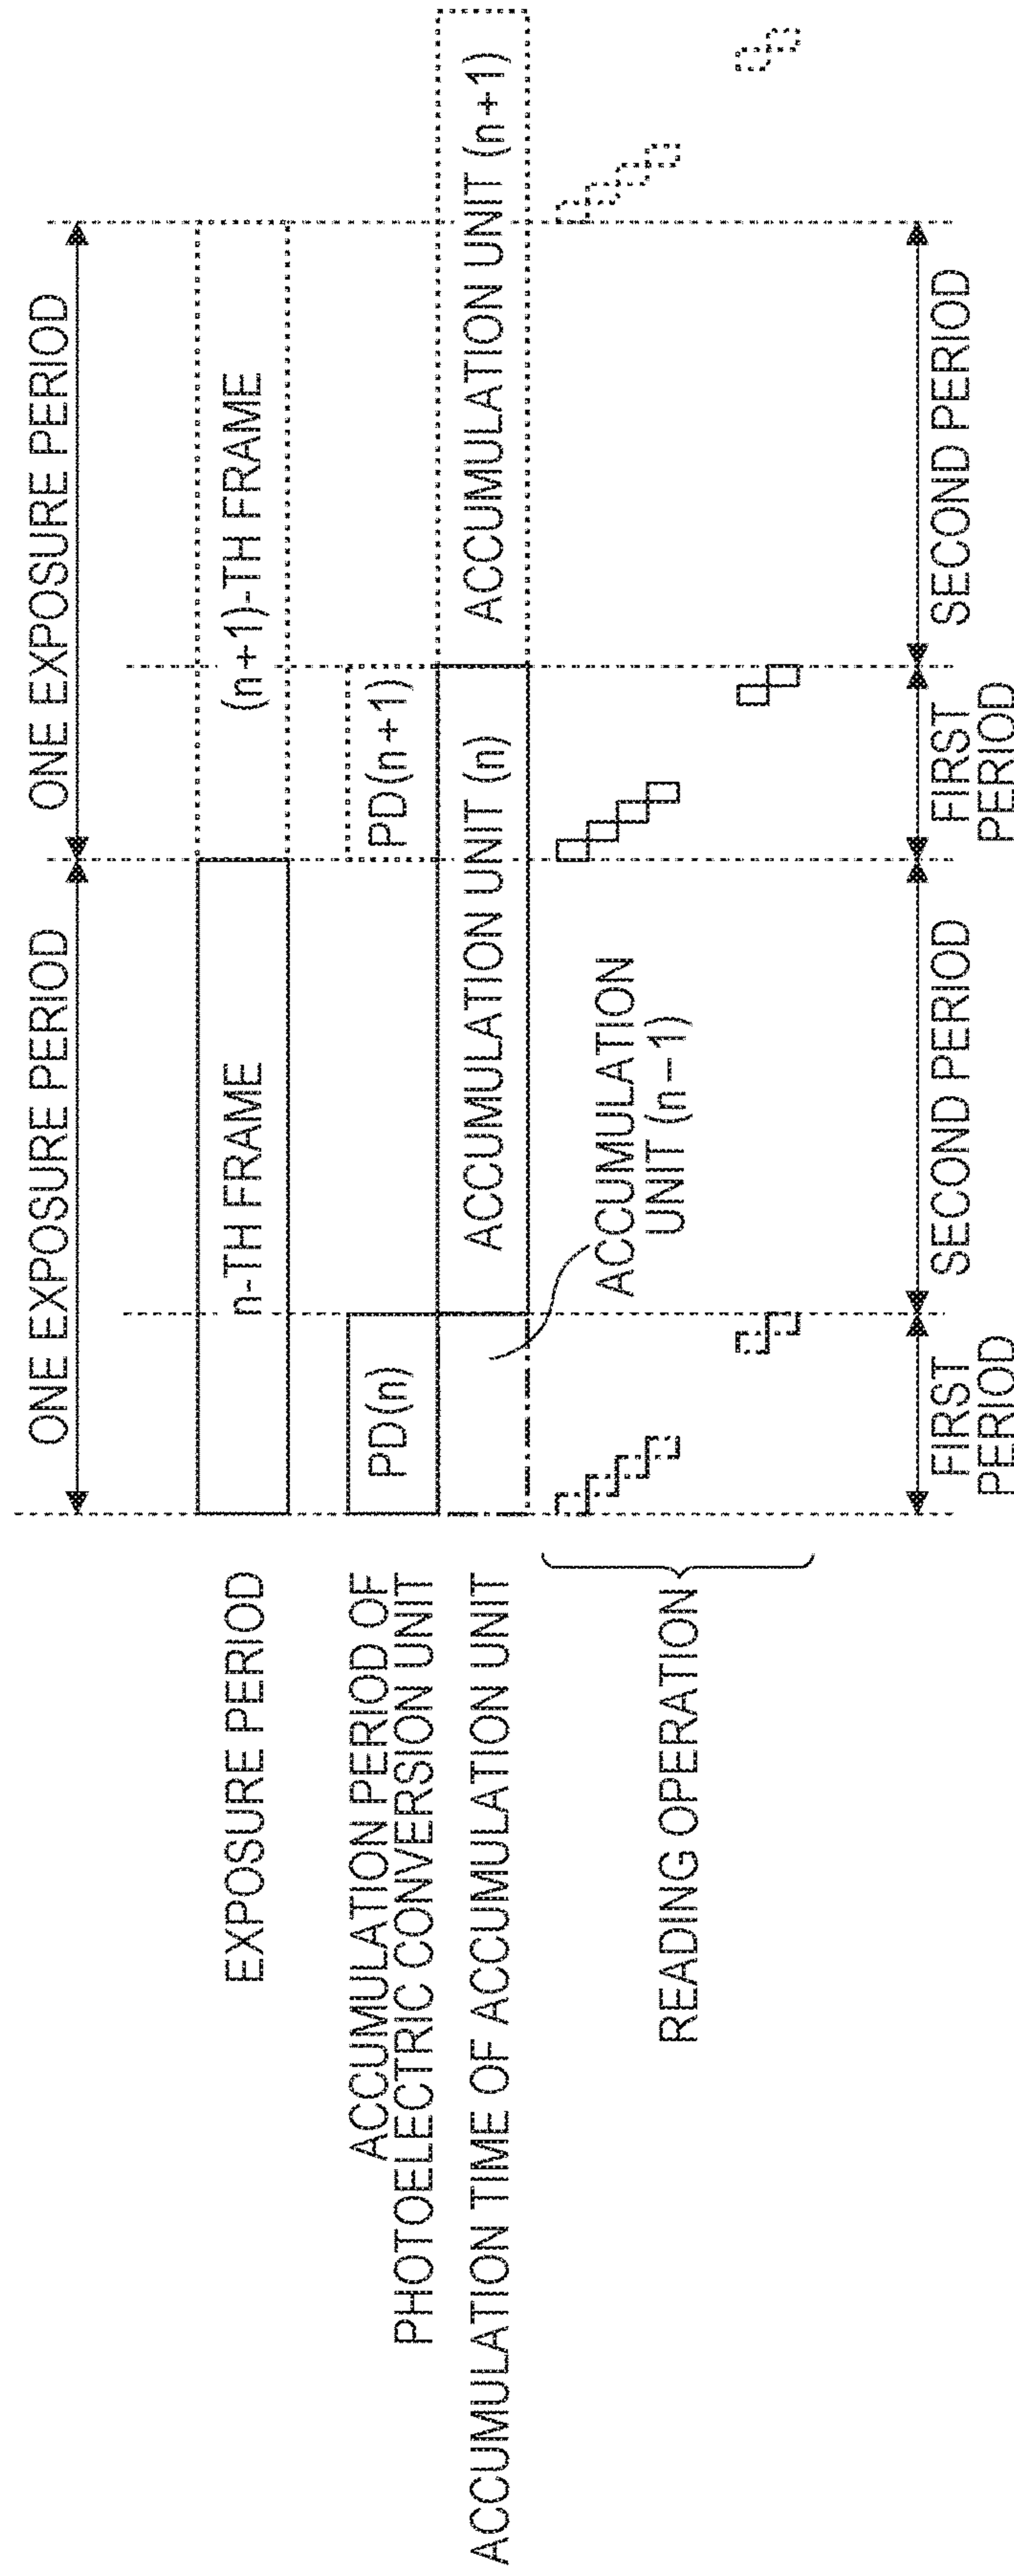 ONE EXPOSURE PERIOD
ONE EXPOSURE PERIOD
EXPOSURE PERIOD
n-TH FRAME
(n+1)-TH FRAME
ACCUMULATION PERIOD OF
PHOTOELECTRIC CONVERSION UNIT
PD(n)
PD(n+1)
ACCUMULATION TIME OF ACCUMULATION UNIT
ACCUMULATION UNIT (n)
ACCUMULATION UNIT (n+1)
ACCUMULATION
UNIT (n−1)
READING OPERATION
FIRST
PERIOD
SECOND PERIOD
FIRST
PERIOD
SECOND PERIOD